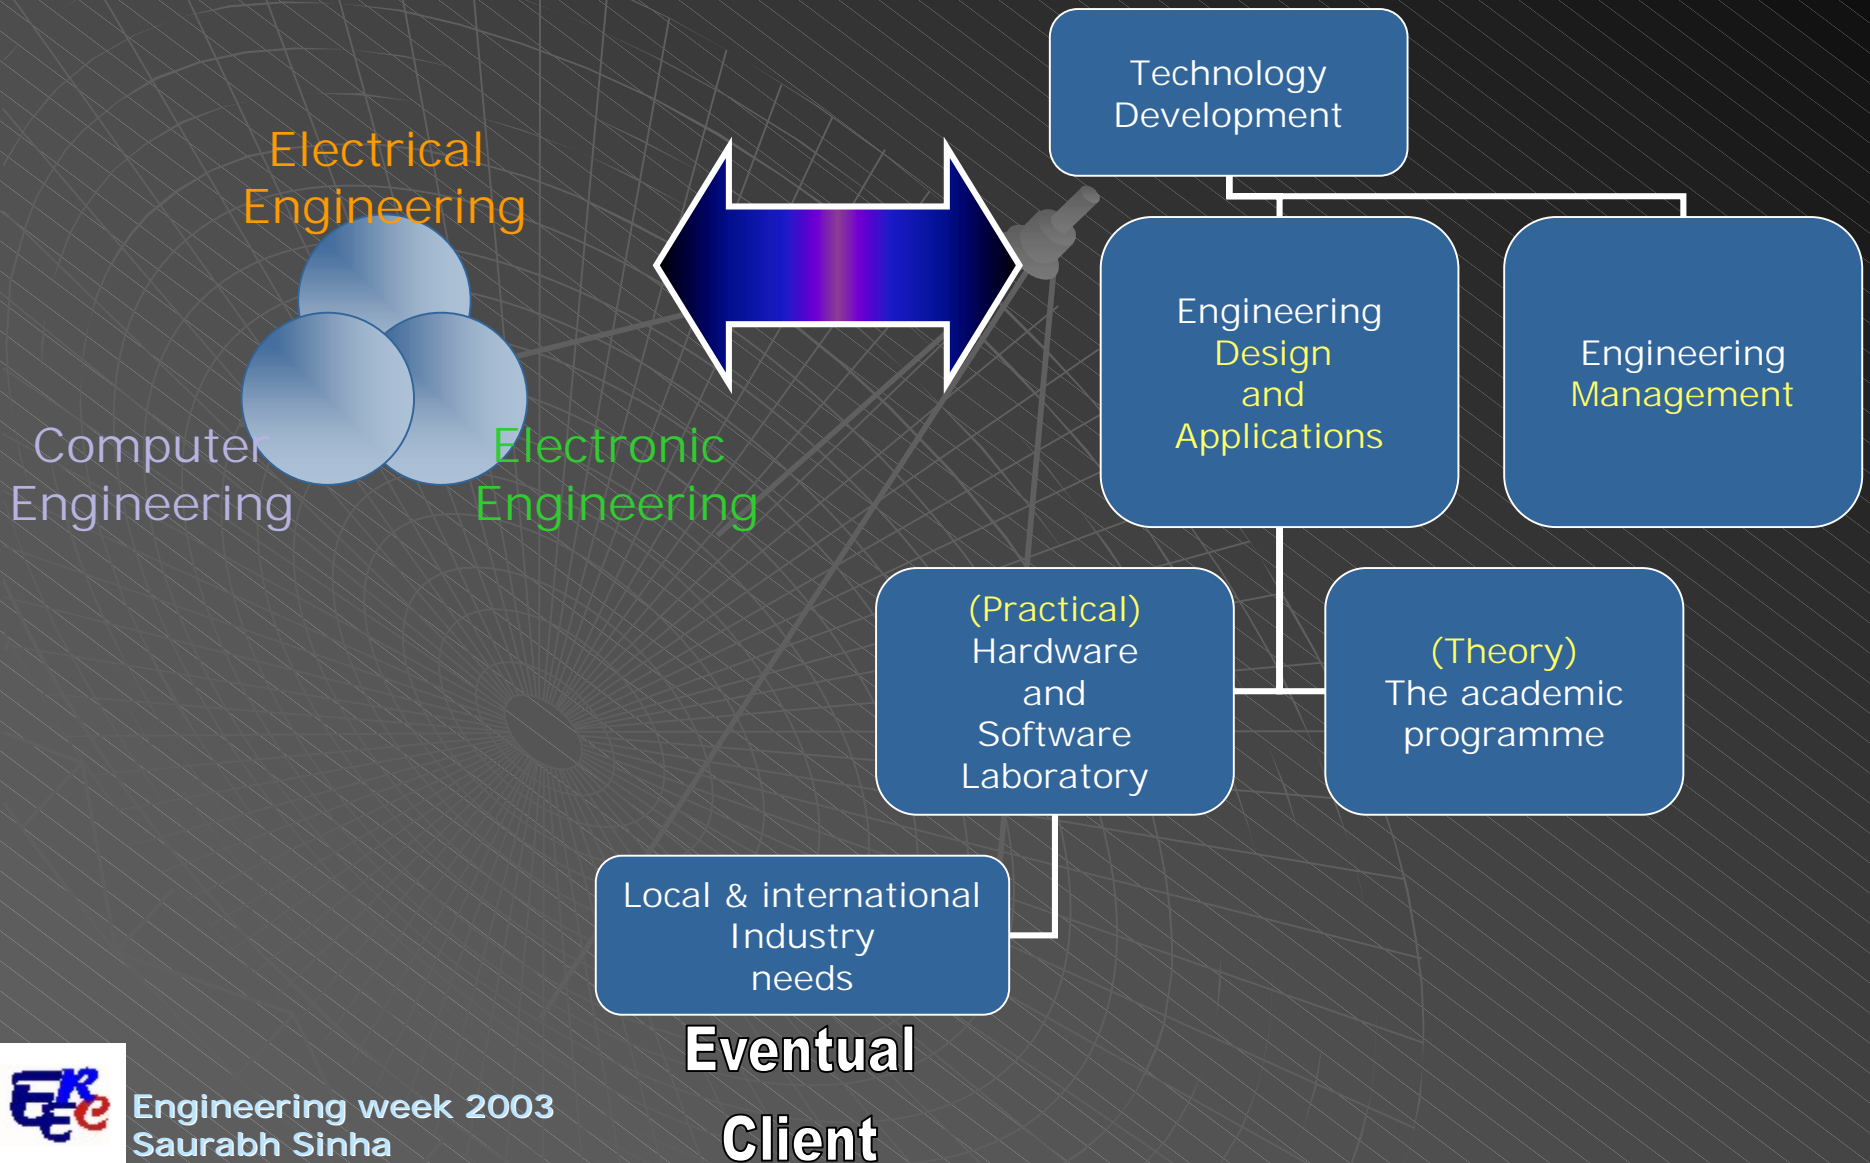 Electrical
Engineering
Computer
Engineering
Electronic
Engineering
Technology
Development
Engineering
Design
and
Applications
Engineering
Management
(Practical)
Hardware
and
Software
Laboratory
(Theory)
The academic
programme
Local & international
Industry
needs
Eventual
Client
Engineering week 2003
Saurabh Sinha